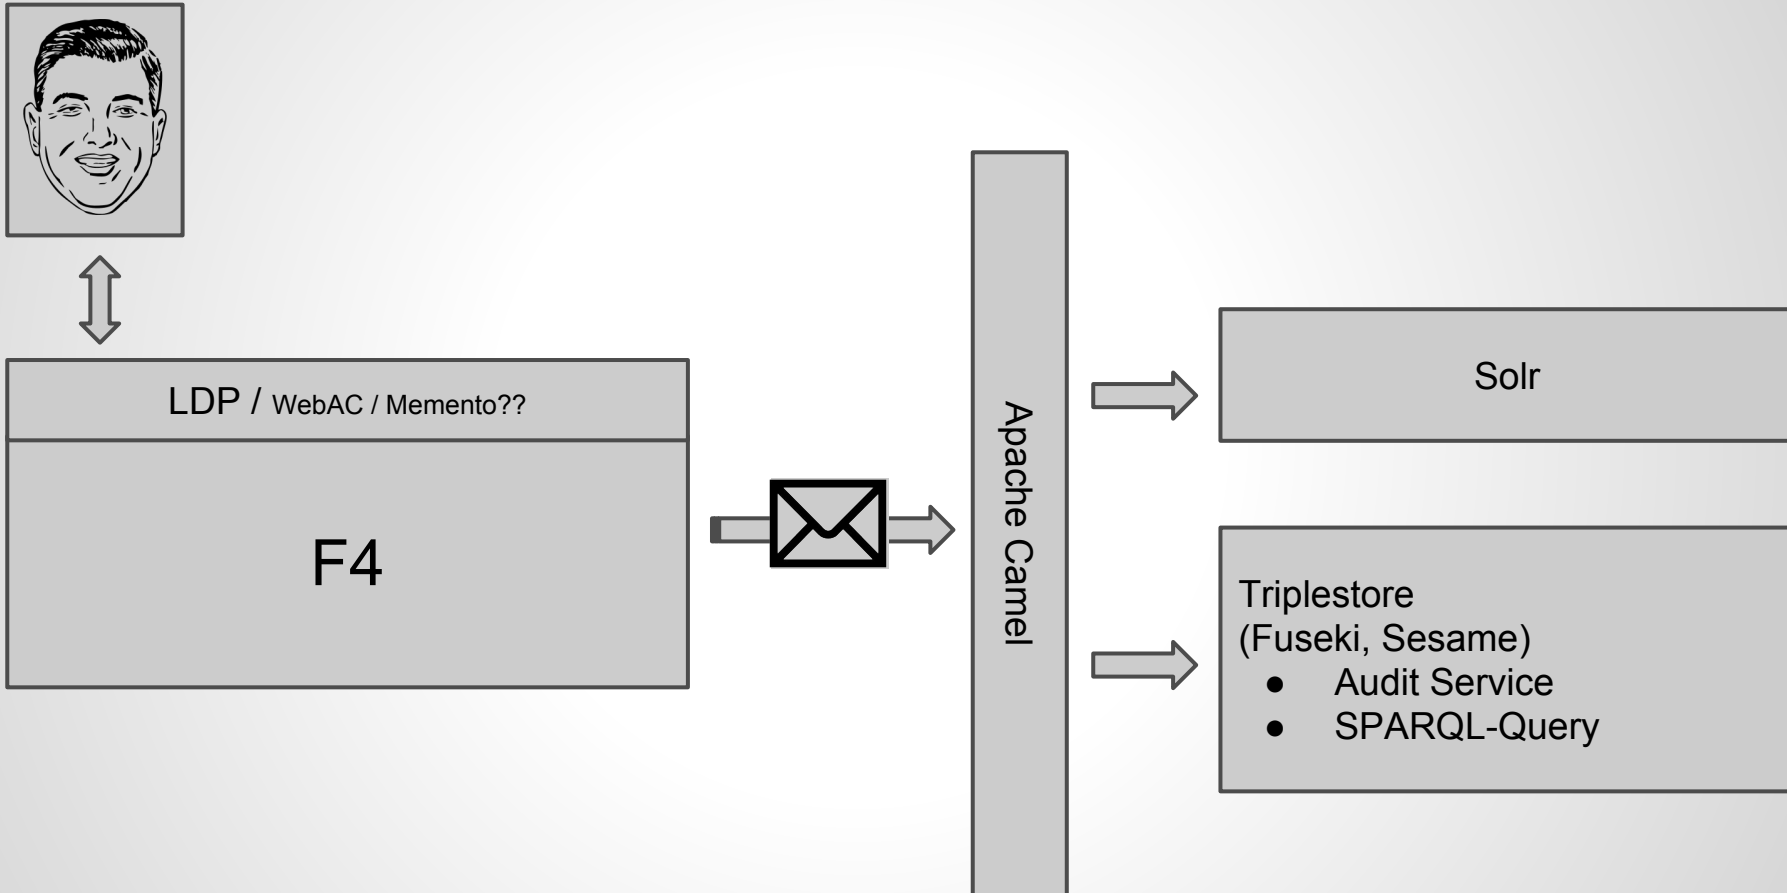 LDP / WebAC / Memento??
F4
Apache Camel
Solr
Triplestore
(Fuseki, Sesame)
● Audit Service
● SPARQL-Query